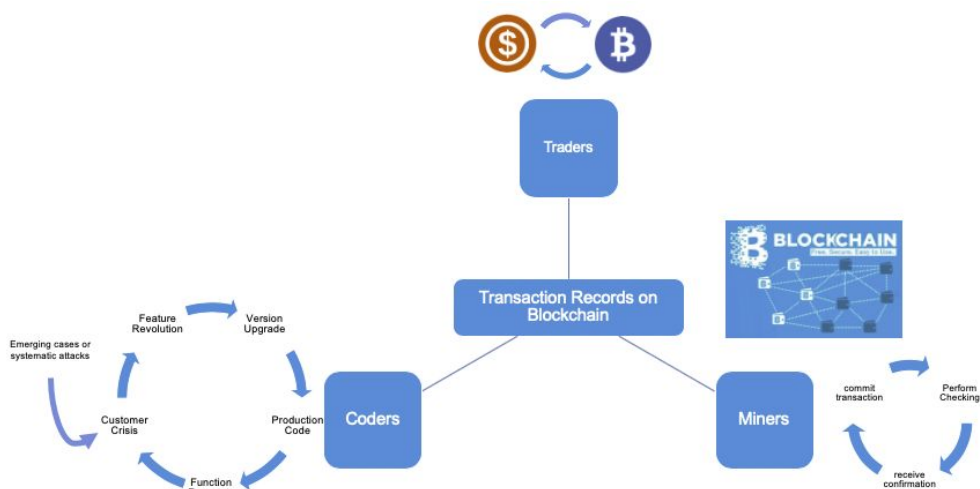 $
Traders
BLOCKCHAIN
Free. Secure. Easy to Use.
Transaction Records on
Blockchain
Feature
Revolution
Version
Upgrade
Emerging cases or
systematic attacks
Customer
Crisis
Production
Code
Function
Coders
Miners
commit
transaction
Perform
Checking
receive
confirmation